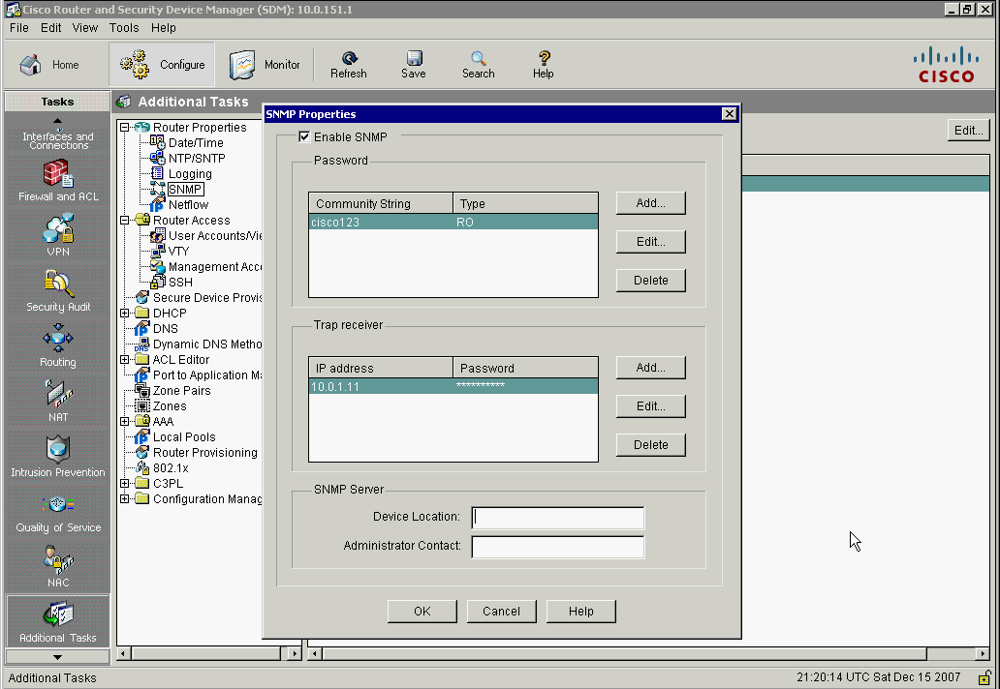 Cisco Router and Security Device Manager (SDM): 10.0.151.1
File Edit View Tools Help
Home Configure Monitor Refresh Save Search Help
CISCO
Tasks
Interfaces and
Connections
Firewall and ACL
VPN
Security Audit
Routing
NAT
Intrusion Prevention
Quality of Service
NAC
Additional Tasks
Additional Tasks
Router Properties
Date/Time
NTP/SNTP
Logging
SNMP
Netflow
Router Access
User Accounts/Vie
VTY
Management Acc
SSH
Secure Device Provis
DHCP
DNS
Dynamic DNS Metho
ACL Editor
Port to Application Ma
Zone Pairs
Zones
AAA
Local Pools
Router Provisioning
802.1x
C3PL
Configuration Manag
Edit...
SNMP Properties
Enable SNMP
Password
Community String Type
cisco123 RO
Add...
Edit...
Delete
Trap receiver
IP address Password
10.0.1.11 **********
Add...
Edit...
Delete
SNMP Server
Device Location:
Administrator Contact:
OK Cancel Help
Additional Tasks
21:20:14 UTC Sat Dec 15 2007